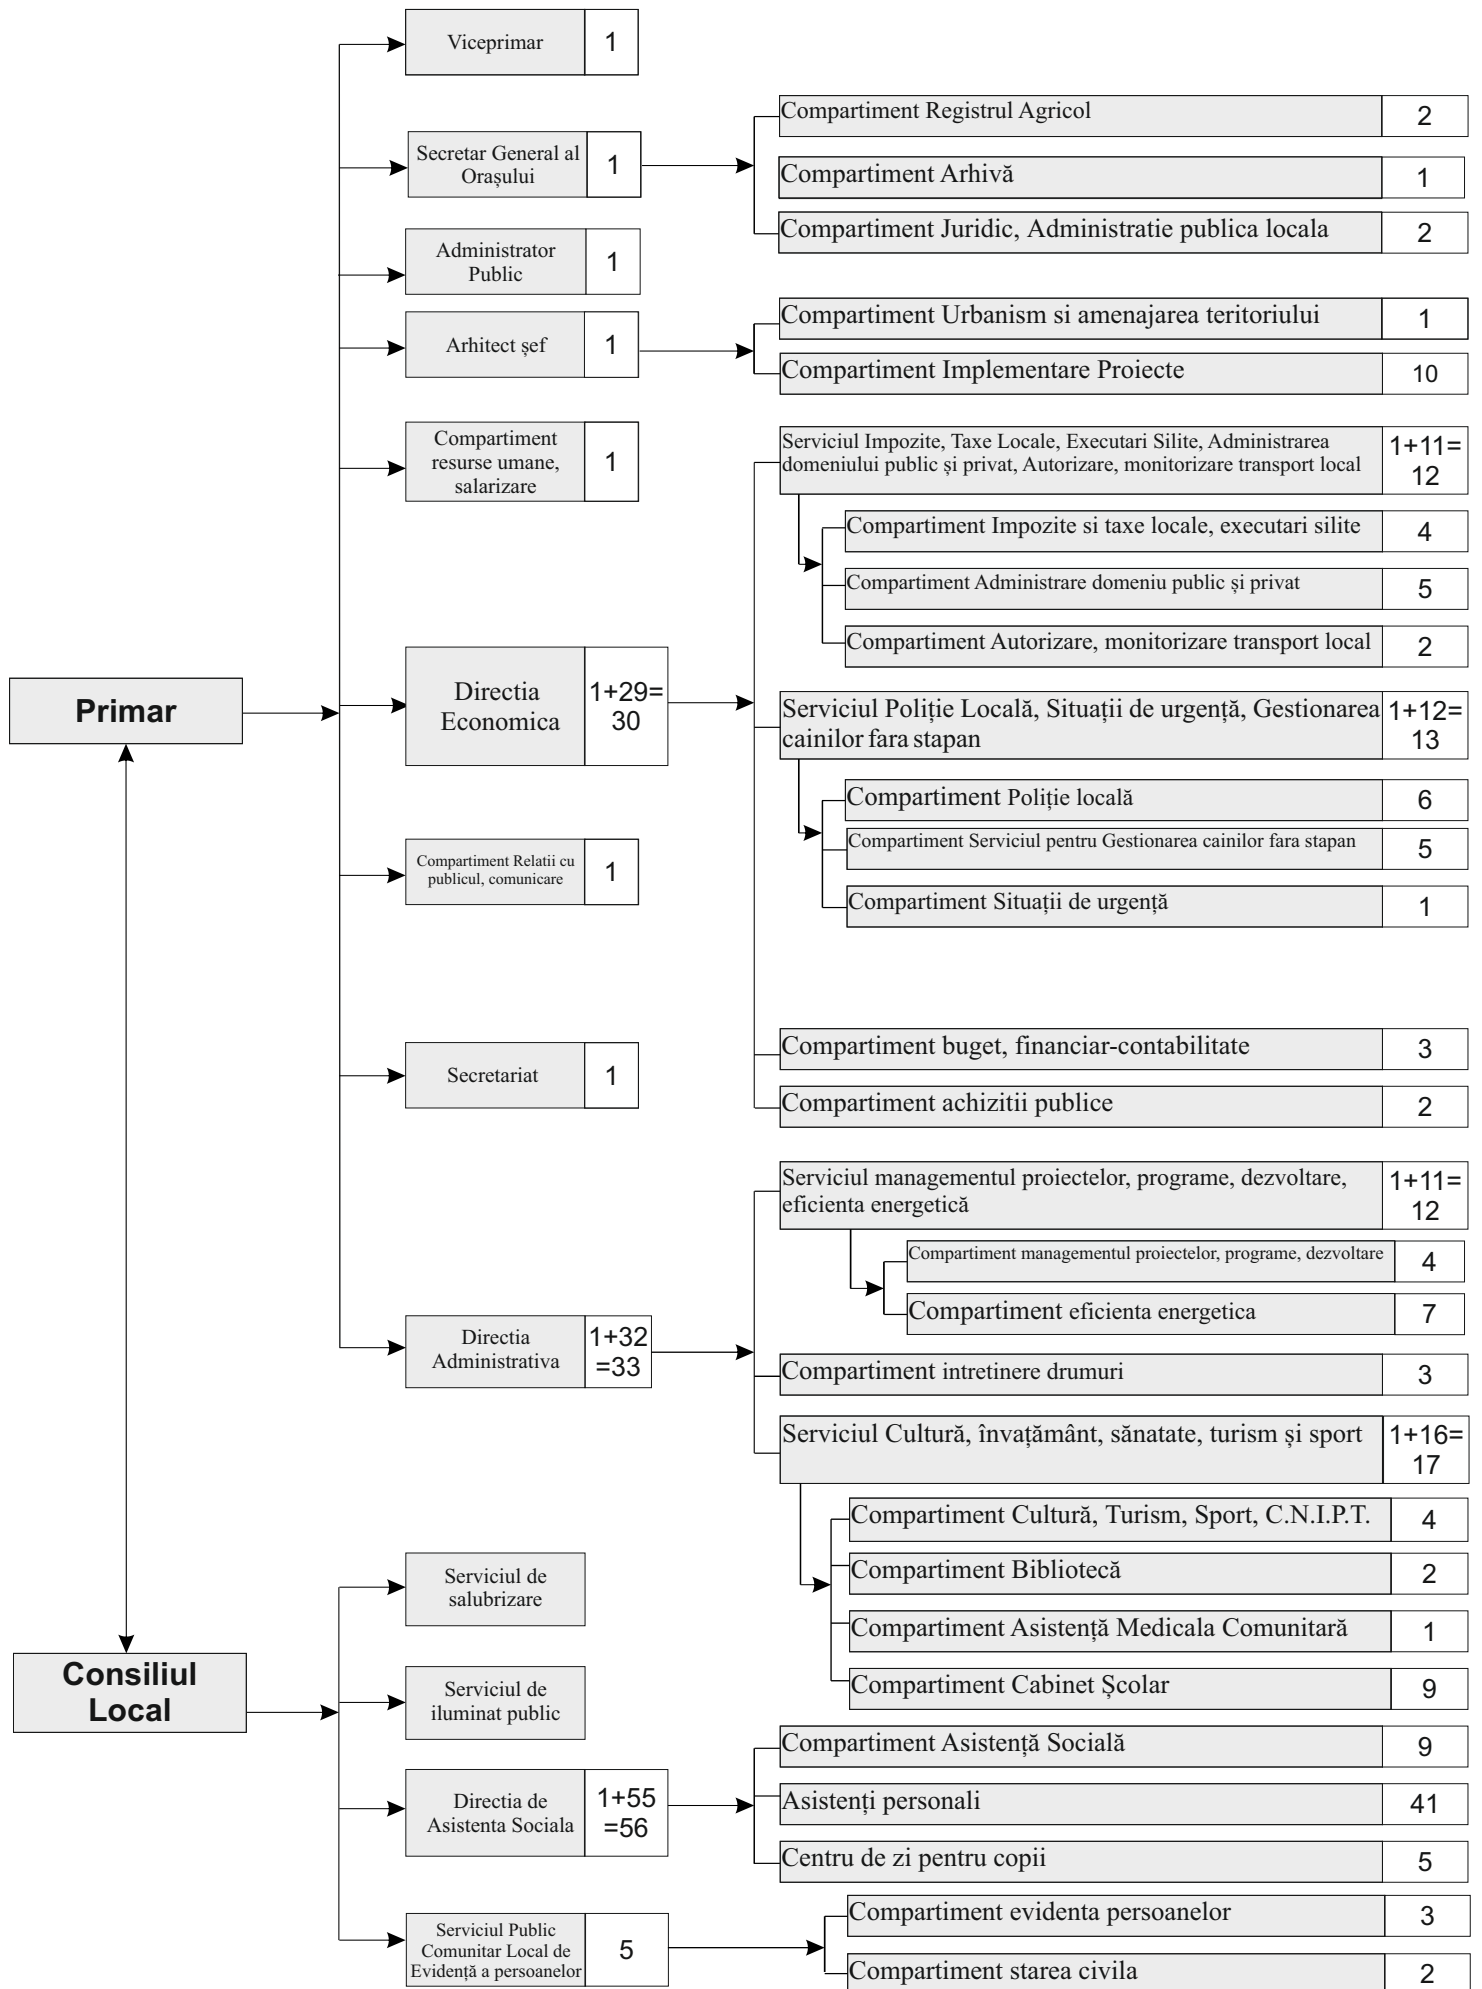 Viceprimar
1
Secretar General al
Orașului
1
Compartiment Registrul Agricol
2
Compartiment Arhivă
1
Compartiment Juridic, Administratie publica locala
2
Administrator
Public
1
Arhitect șef
1
Compartiment Urbanism si amenajarea teritoriului
1
Compartiment Implementare Proiecte
10
Compartiment
resurse umane,
salarizare
1
Primar
Directia
Economica
1+29=
30
Serviciul Impozite, Taxe Locale, Executari Silite, Administrarea
domeniului public și privat, Autorizare, monitorizare transport local
1+11=
12
Compartiment Impozite si taxe locale, executari silite
4
Compartiment Administrare domeniu public și privat
5
Compartiment Autorizare, monitorizare transport local
2
Serviciul Poliție Locală, Situații de urgență, Gestionarea
cainilor fara stapan
1+12=
13
Compartiment Poliție locală
6
Compartiment Serviciul pentru Gestionarea cainilor fara stapan
5
Compartiment Situații de urgență
1
Compartiment buget, financiar-contabilitate
3
Compartiment achizitii publice
2
Compartiment Relatii cu
publicul, comunicare
1
Secretariat
1
Directia
Administrativa
1+32
=33
Serviciul managementul proiectelor, programe, dezvoltare,
eficienta energetică
1+11=
12
Compartiment managementul proiectelor, programe, dezvoltare
4
Compartiment eficienta energetica
7
Compartiment intretinere drumuri
3
Serviciul Cultură, învațământ, sănatate, turism și sport
1+16=
17
Compartiment Cultură, Turism, Sport, C.N.I.P.T.
4
Compartiment Bibliotecă
2
Compartiment Asistență Medicala Comunitară
1
Compartiment Cabinet Școlar
9
Consiliul
Local
Serviciul de
salubrizare
Serviciul de
iluminat public
Directia de
Asistenta Sociala
1+55
=56
Compartiment Asistență Socială
9
Asistenți personali
41
Centru de zi pentru copii
5
Serviciul Public
Comunitar Local de
Evidență a persoanelor
5
Compartiment evidenta persoanelor
3
Compartiment starea civila
2